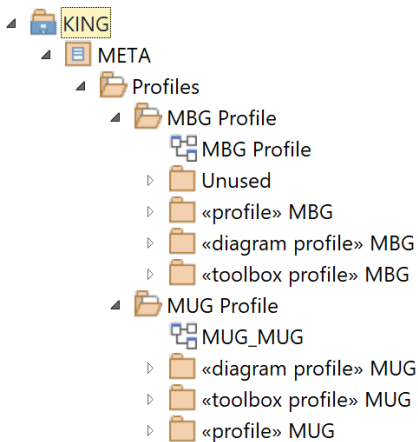 KING
META
Profiles
MBG Profile
MBG Profile
Unused
«profile» MBG
«diagram profile» MBG
«toolbox profile» MBG
MUG Profile
MUG_MUG
«diagram profile» MUG
«toolbox profile» MUG
«profile» MUG